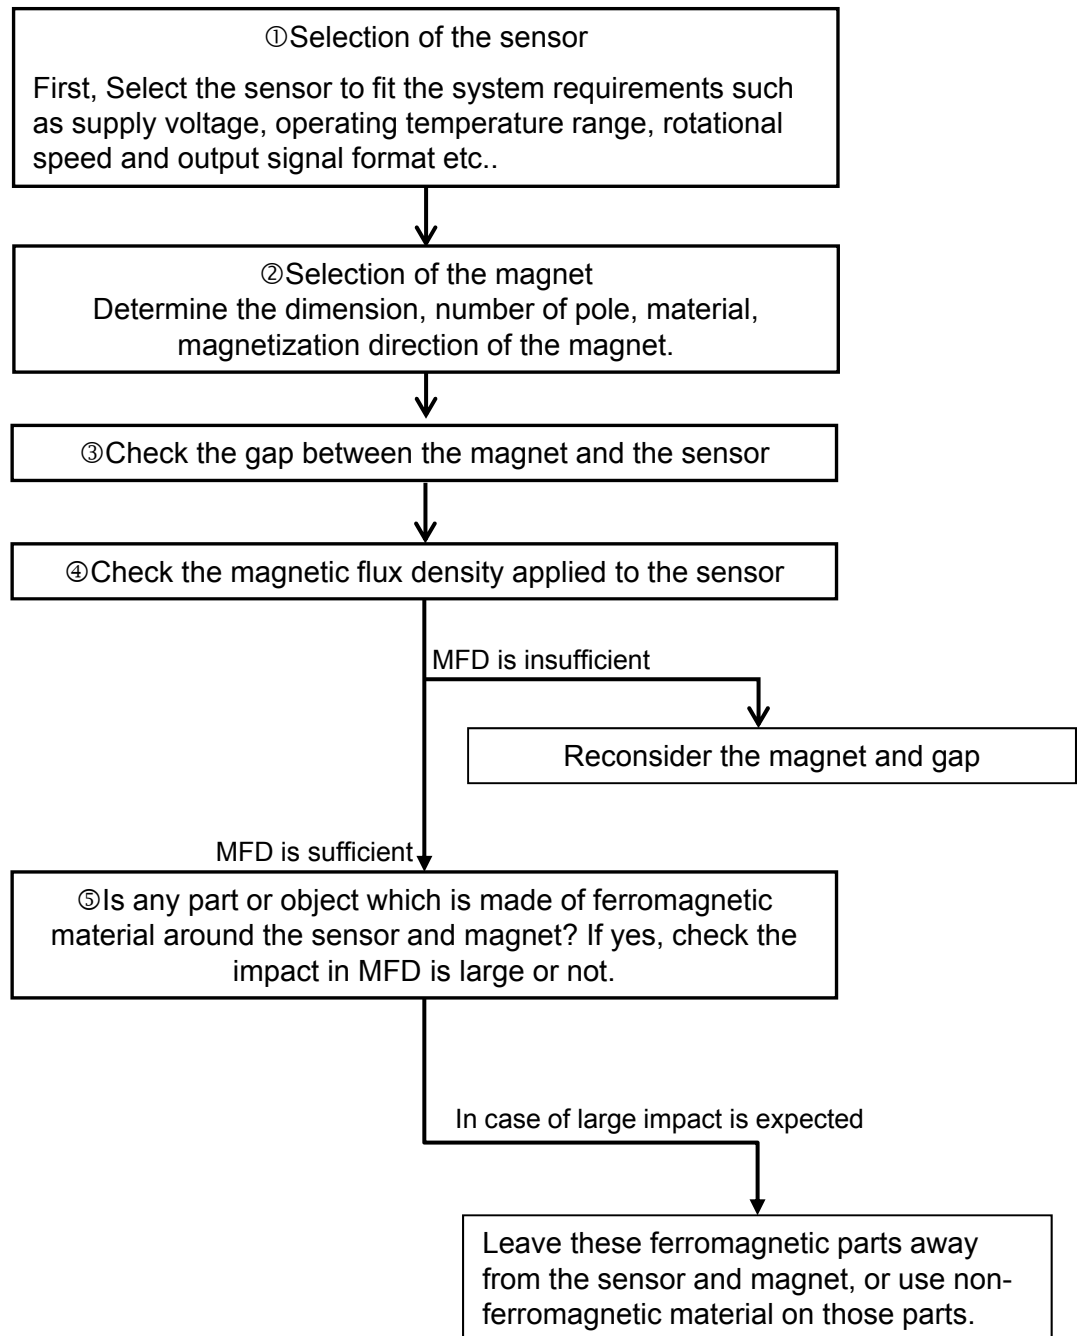 ①Selection of the sensor
First, Select the sensor to fit the system requirements such
as supply voltage, operating temperature range, rotational
speed and output signal format etc..
②Selection of the magnet
Determine the dimension, number of pole, material,
magnetization direction of the magnet.
③Check the gap between the magnet and the sensor
④Check the magnetic flux density applied to the sensor
MFD is insufficient
Reconsider the magnet and gap
MFD is sufficient
⑤Is any part or object which is made of ferromagnetic
material around the sensor and magnet? If yes, check the
impact in MFD is large or not.
In case of large impact is expected
Leave these ferromagnetic parts away
from the sensor and magnet, or use non-
ferromagnetic material on those parts.